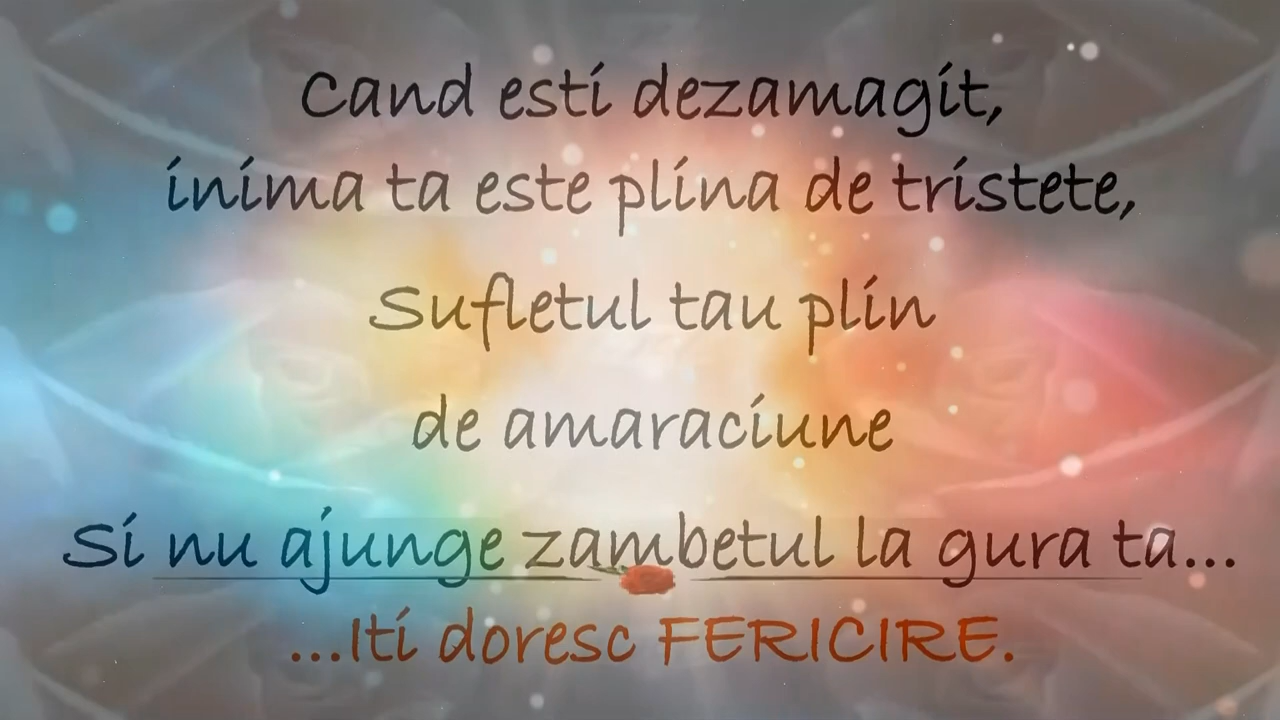 Cand esti dezamagit,
inima ta este plina de tristete,
Sufletul tau plin
de amaraciune
Si nu ajunge zambetul la gura ta...
...Iti doresc FERICIRE.